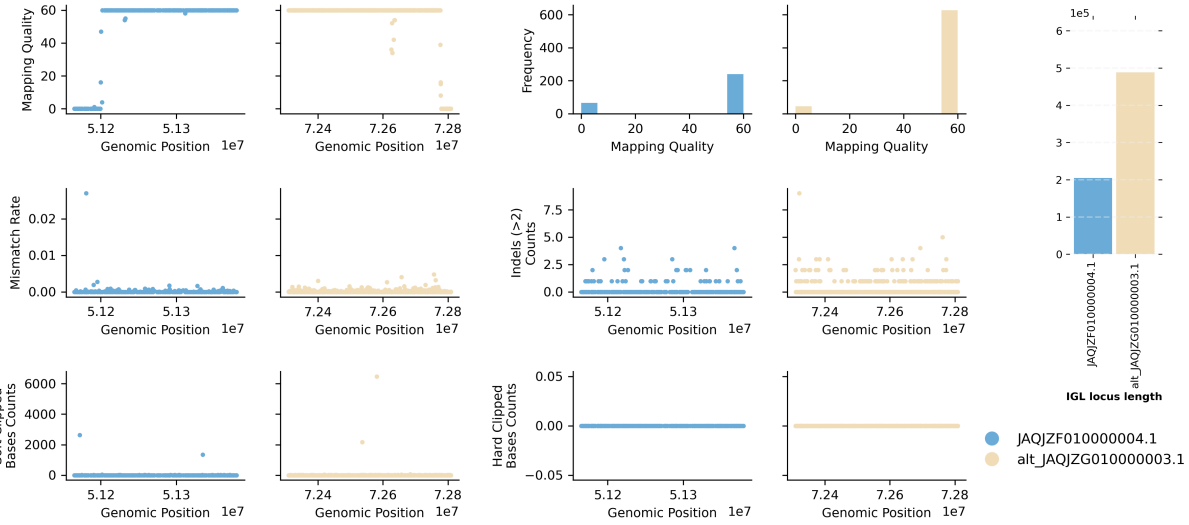 Mapping Quality
60
40
20
0
5.12
5.13
Genomic Position 1e7
7.24
7.26
7.28
Genomic Position 1e7
Frequency
600
400
200
0
0
20
40
60
Mapping Quality
0
20
40
60
Mapping Quality
1e5
6
5
4
3
2
1
0
JAQJZF010000004.1
alt_JAQJZG010000003.1
IGL locus length
Mismatch Rate
0.02
0.01
0.00
5.12
5.13
Genomic Position 1e7
7.24
7.26
7.28
Genomic Position 1e7
Indels (>2)
Counts
7.5
5.0
2.5
0.0
5.12
5.13
Genomic Position 1e7
7.24
7.26
7.28
Genomic Position 1e7
Bases Counts
6000
4000
2000
0
5.12
5.13
Genomic Position 1e7
7.24
7.26
7.28
Genomic Position 1e7
Hard Clipped
Bases Counts
0.05
0.00
−0.05
5.12
5.13
Genomic Position 1e7
7.24
7.26
7.28
Genomic Position 1e7
JAQJZF010000004.1
alt_JAQJZG010000003.1